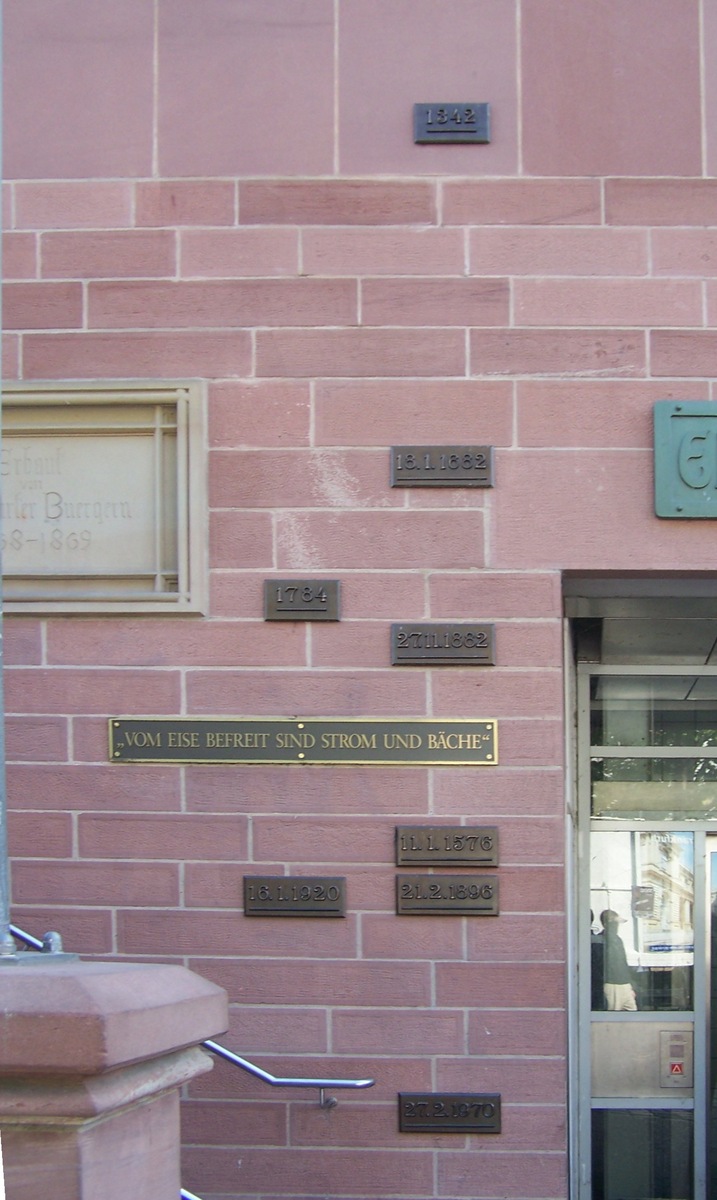 1342
18.1.1682
Erbaut
von
Buergern
68-1869
1784
27.11.1882
„VOM EISE BEFREIT SIND STROM UND BÄCHE“
11.1.1576
16.1.1920
21.2.1896
27.2.1970